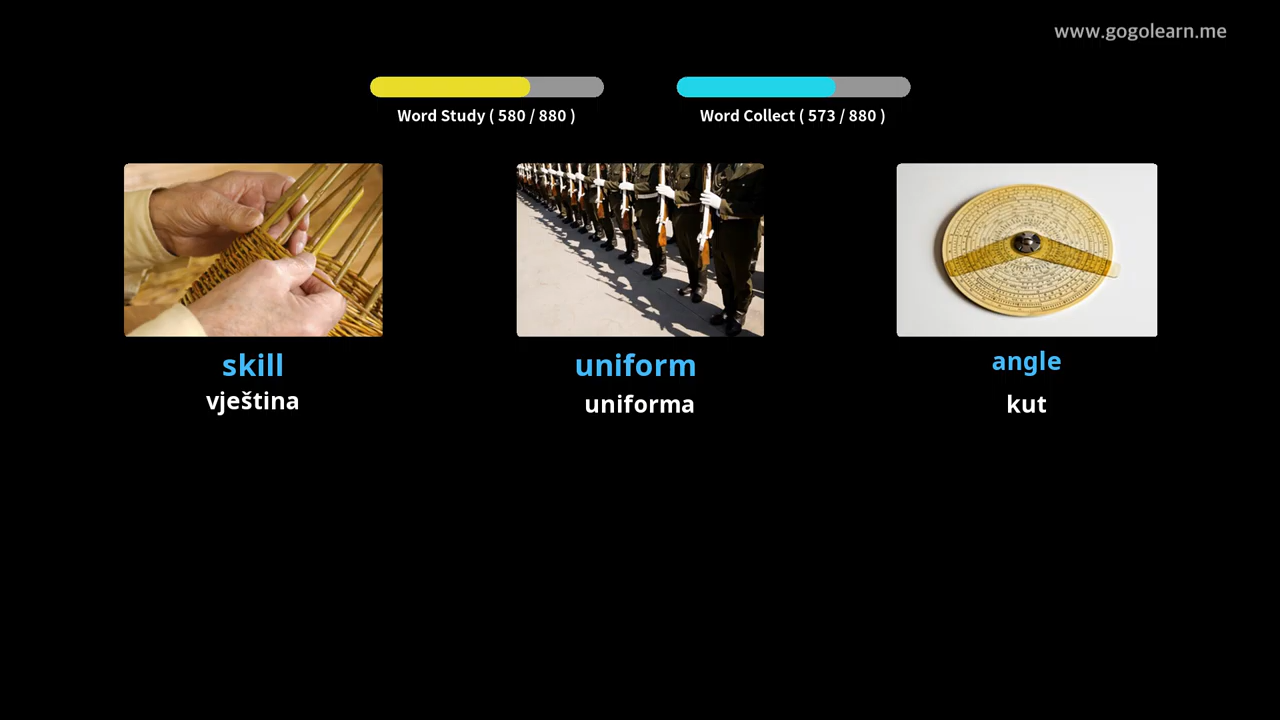 www.gogolearn.me
Word Study ( 580 / 880 )
Word Collect ( 573 / 880 )
skill
vještina
uniform
uniforma
angle
kut